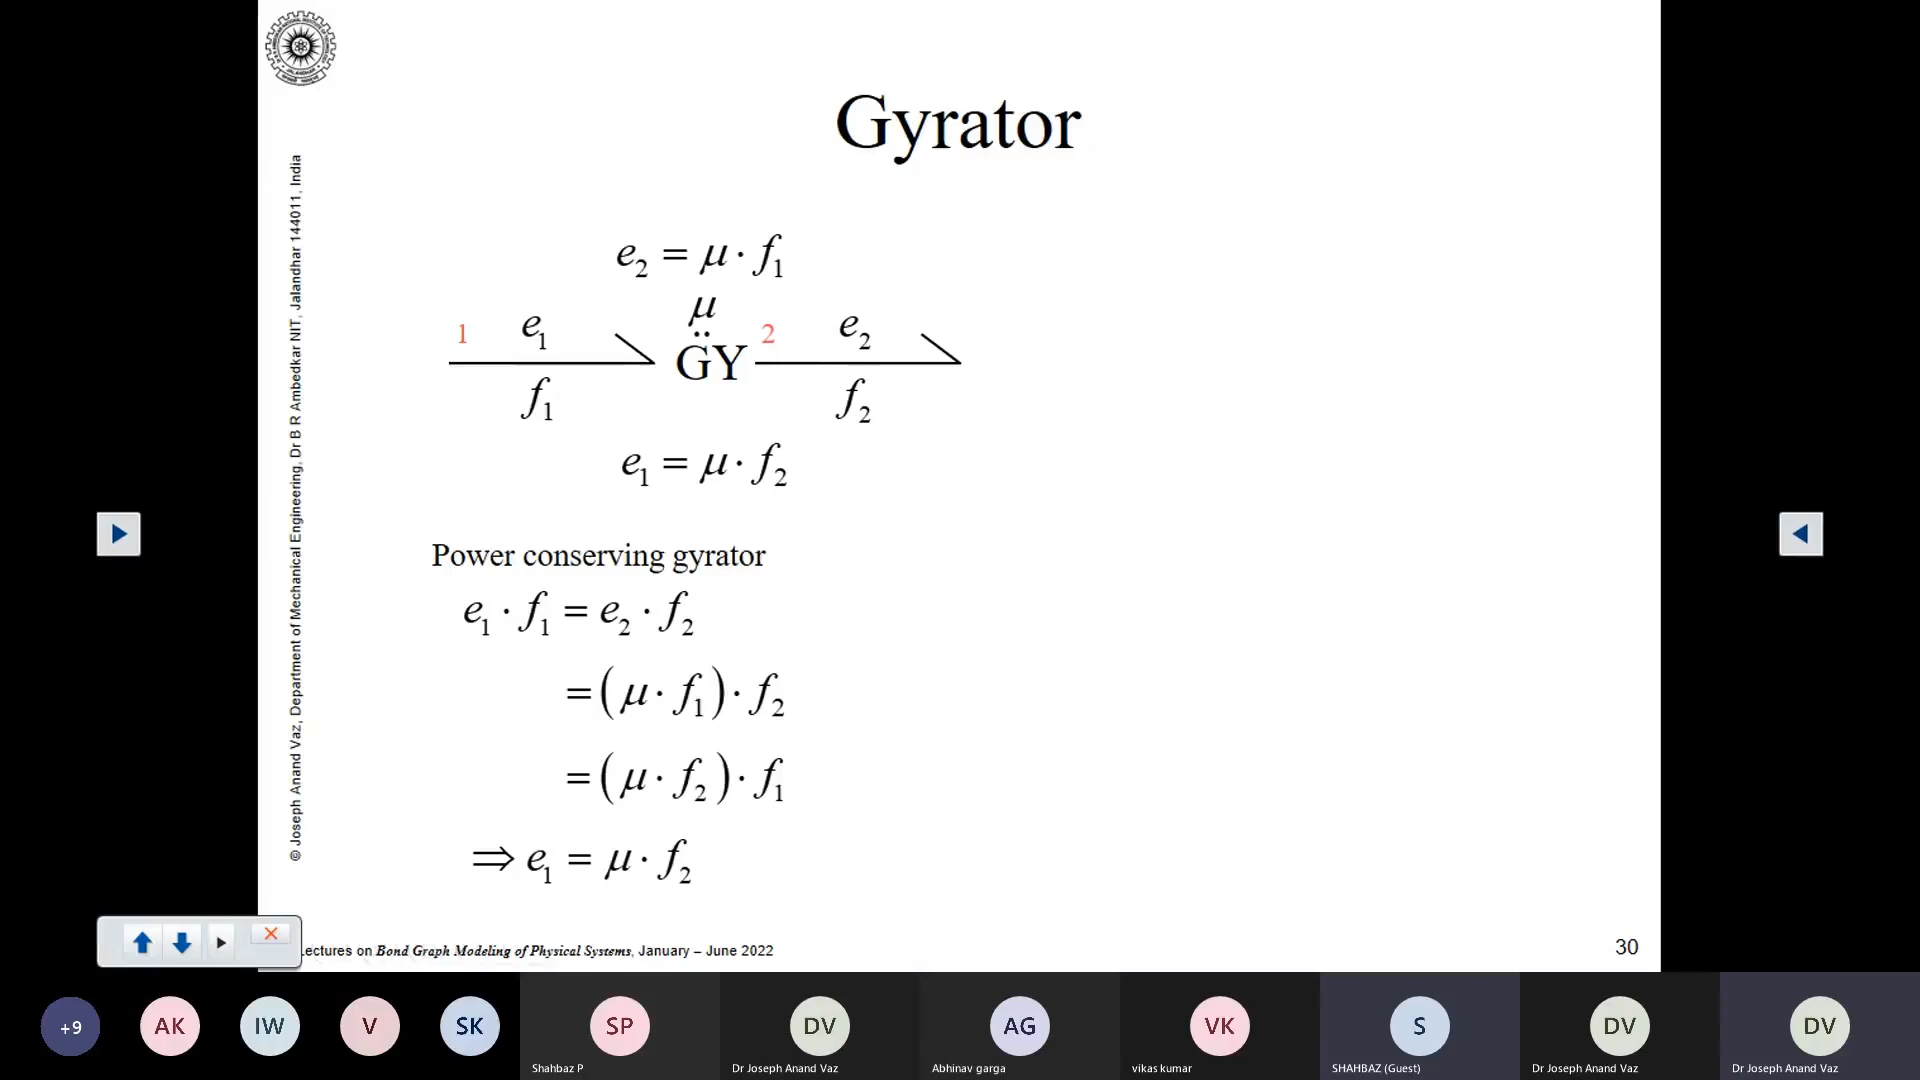 Gyrator
© Joseph Anand Vaz, Department of Mechanical Engineering, Dr B R Ambedkar NIT, Jalandhar 144011, India
e₂ = μ · f₁
μ
1 e₁ G̈Y 2 e₂
f₁ f₂
e₁ = μ · f₂
Power conserving gyrator
e₁ · f₁ = e₂ · f₂
= (μ · f₁) · f₂
= (μ · f₂) · f₁
⇒ e₁ = μ · f₂
ectures on Bond Graph Modeling of Physical Systems, January – June 2022
30
+9 AK IW V SK SP DV AG VK S DV DV
Shahbaz P Dr Joseph Anand Vaz Abhinav garga vikas kumar SHAHBAZ (Guest) Dr Joseph Anand Vaz Dr Joseph Anand Vaz